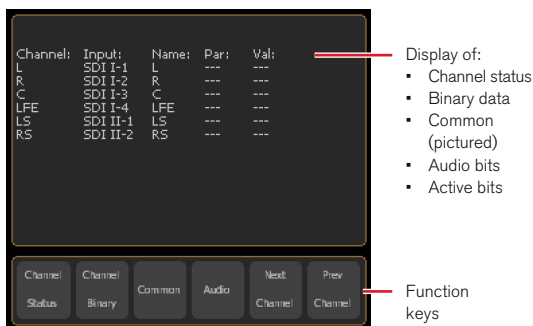 Channel: Input: Name: Par: Val:
L SDI I-1 L --- ---
R SDI I-2 R --- ---
C SDI I-3 C --- ---
LFE SDI I-4 LFE --- ---
LS SDI II-1 LS --- ---
RS SDI II-2 RS --- ---
Channel Status
Channel Binary
Common
Audio
Next Channel
Prev Channel
Display of:
▪ Channel status
▪ Binary data
▪ Common
(pictured)
▪ Audio bits
▪ Active bits
Function
keys